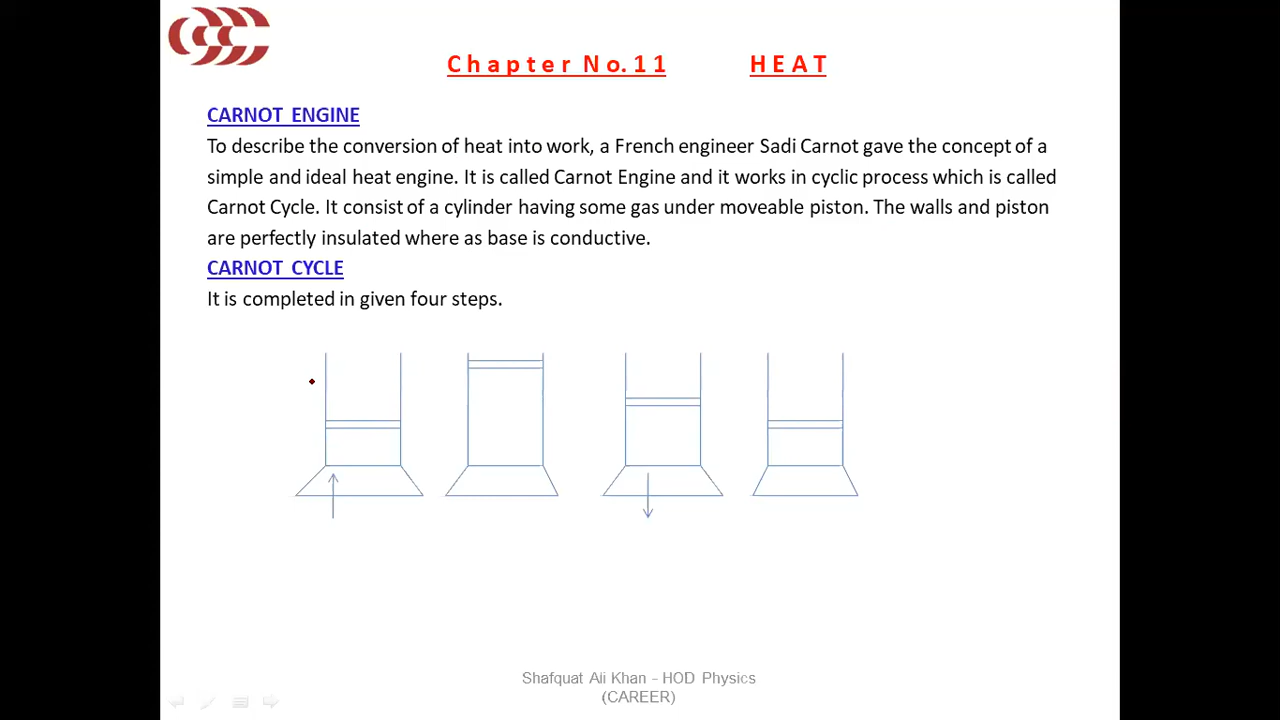 Chapter No.11 HEAT
CARNOT ENGINE
To describe the conversion of heat into work, a French engineer Sadi Carnot gave the concept of a
simple and ideal heat engine. It is called Carnot Engine and it works in cyclic process which is called
Carnot Cycle. It consist of a cylinder having some gas under moveable piston. The walls and piston
are perfectly insulated where as base is conductive.
CARNOT CYCLE
It is completed in given four steps.
Shafquat Ali Khan - HOD Physics
(CAREER)